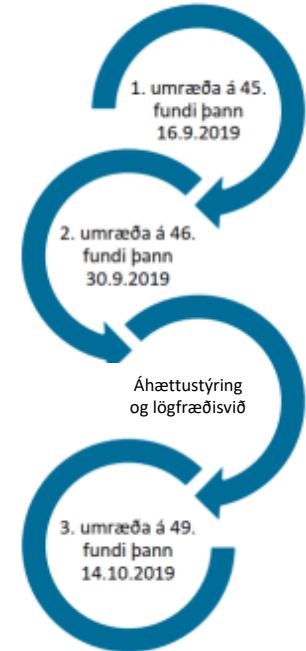 1. umræða á 45.
fundi þann
16.9.2019
2. umræða á 46.
fundi þann
30.9.2019
Áhættustýring
og lögfræðisvið
3. umræða á 49.
fundi þann
14.10.2019